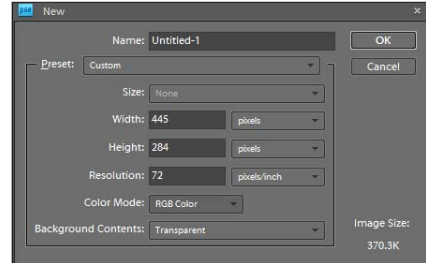 pse New
Name: Untitled-1
OK
Preset: Custom
Cancel
Size: None
Width: 445 pixels
Height: 284 pixels
Resolution: 72 pixels/inch
Color Mode: RGB Color
Background Contents: Transparent
Image Size:
370.3K